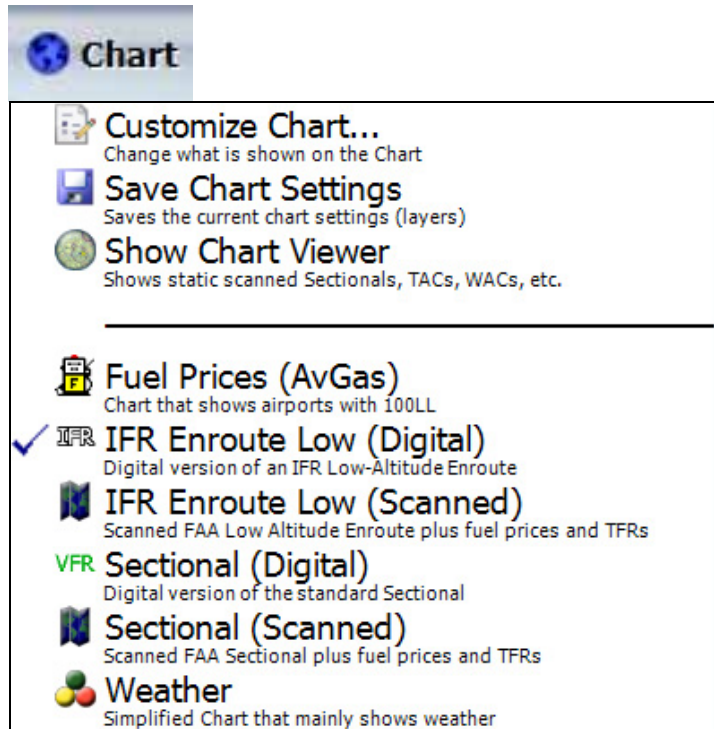 Chart
Customize Chart...
Change what is shown on the Chart
Save Chart Settings
Saves the current chart settings (layers)
Show Chart Viewer
Shows static scanned Sectionals, TACs, WACs, etc.
F
Fuel Prices (AvGas)
Chart that shows airports with 100LL
IFR IFR Enroute Low (Digital)
Digital version of an IFR Low-Altitude Enroute
IFR Enroute Low (Scanned)
Scanned FAA Low Altitude Enroute plus fuel prices and TFRs
VFR Sectional (Digital)
Digital version of the standard Sectional
Sectional (Scanned)
Scanned FAA Sectional plus fuel prices and TFRs
Weather
Simplified Chart that mainly shows weather